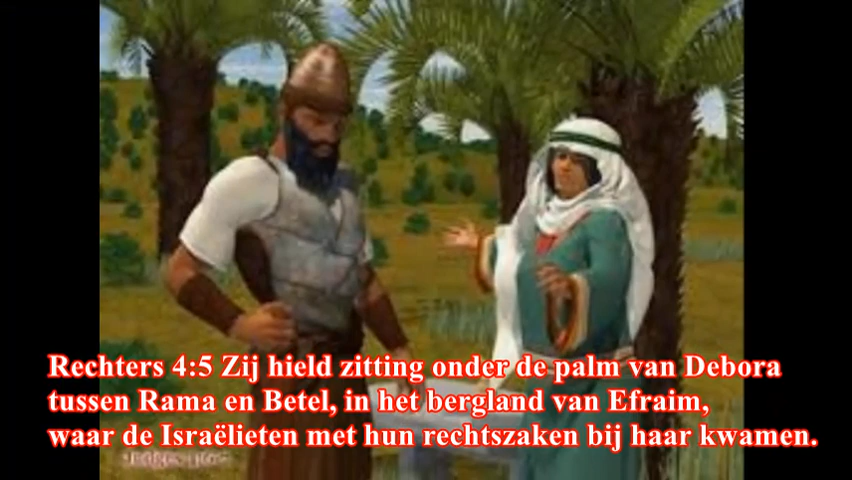 Rechters 4:5 Zij hield zitting onder de palm van Debora
tussen Rama en Betel, in het bergland van Efraim,
waar de Israëlieten met hun rechtszaken bij haar kwamen.